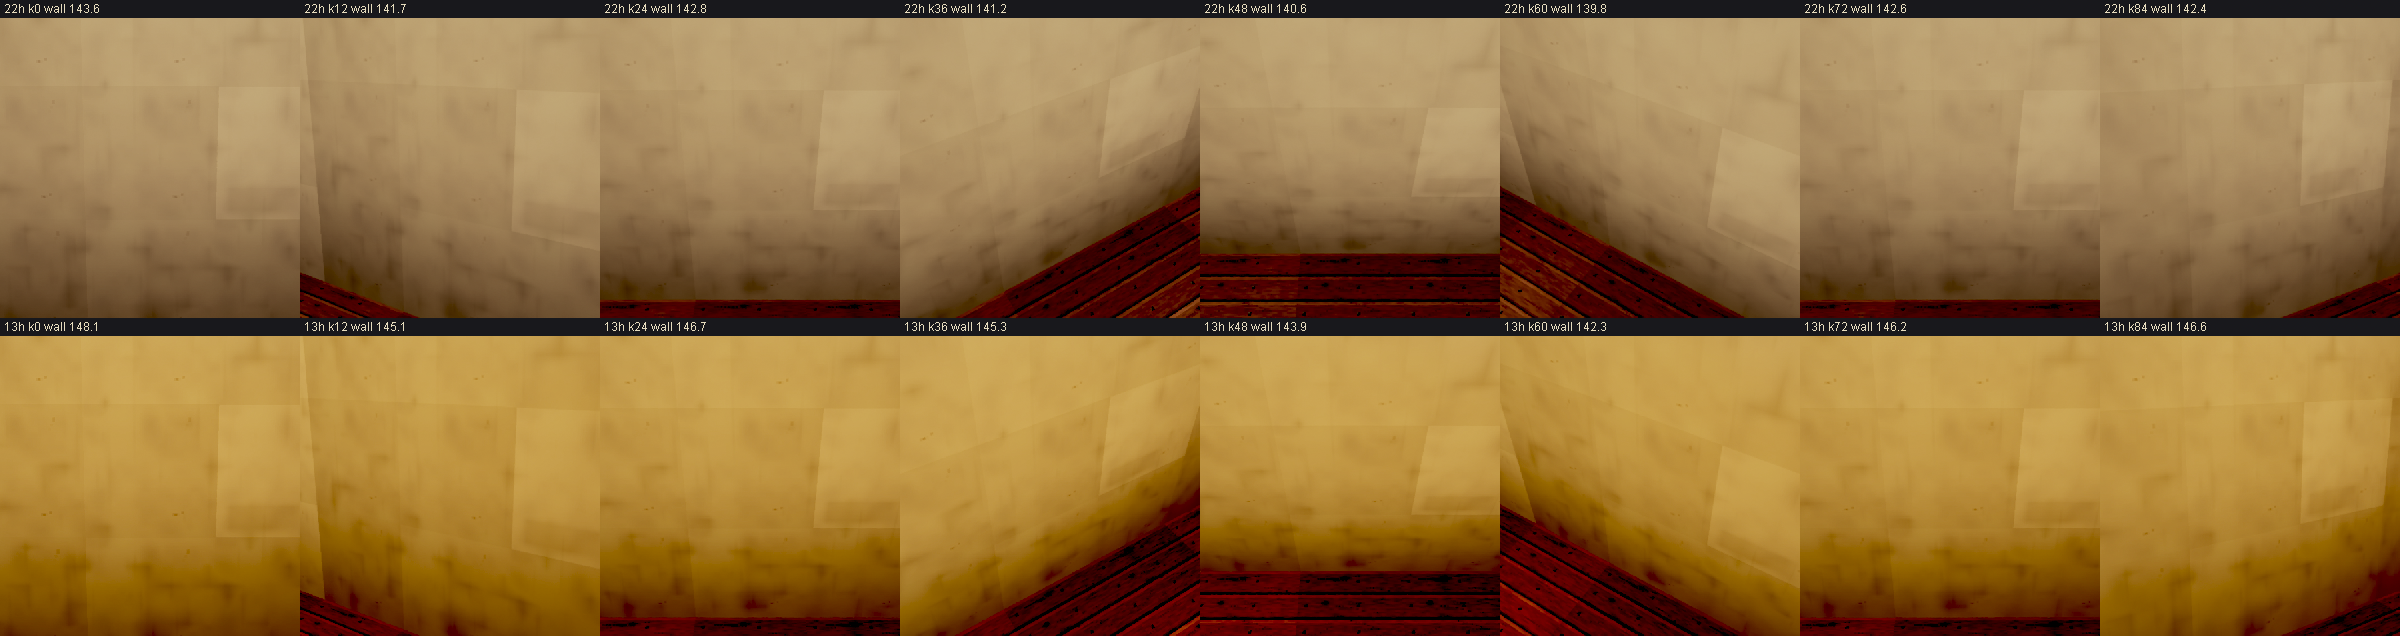 22h k0 wall 143.6
22h k12 wall 141.7
22h k24 wall 142.8
22h k36 wall 141.2
22h k48 wall 140.6
22h k60 wall 139.8
22h k72 wall 142.6
22h k84 wall 142.4
13h k0 wall 148.1
13h k12 wall 145.1
13h k24 wall 146.7
13h k36 wall 145.3
13h k48 wall 143.9
13h k60 wall 142.3
13h k72 wall 146.2
13h k84 wall 146.6